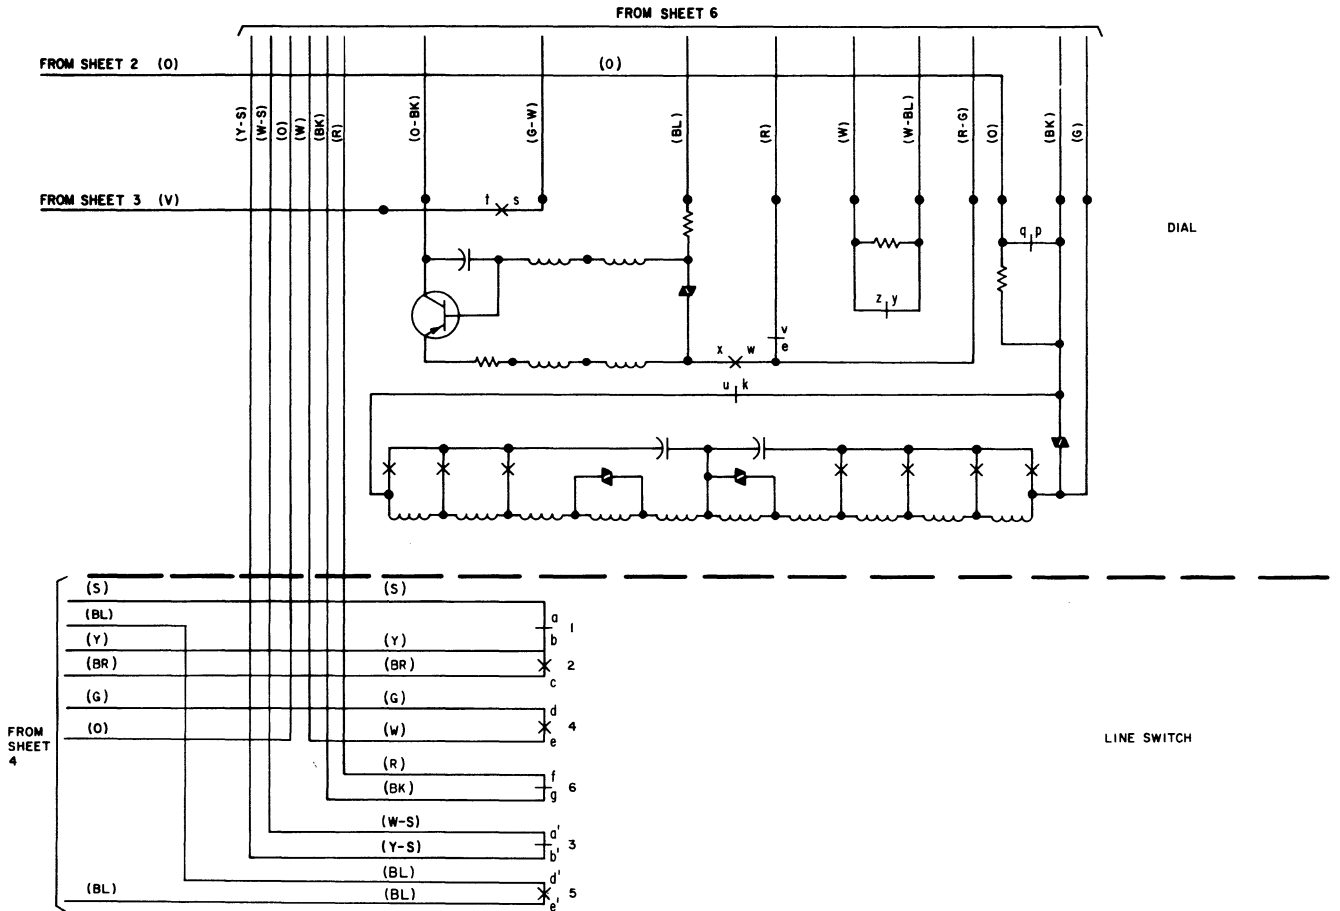 FROM SHEET 6
FROM SHEET 2 (O)
(O)
(Y-S)
(W-S)
(O)
(W)
(BK)
(R)
(O-BK)
(G-W)
(BL)
(R)
(W)
(W-BL)
(R-G)
(O)
(BK)
(G)
FROM SHEET 3 (V)
t s
DIAL
q p
z y
v
e
x w
u k
(S) (S)
(BL)
a
1
b
(Y) (Y)
(BR) (BR)
2
c
(G) (G)
d
4
(O) (W)
e
FROM
SHEET
4
LINE SWITCH
(R)
f
6
(BK)
g
(W-S)
a'
3
(Y-S)
b'
(BL)
d'
5
(BL) (BL)
e'